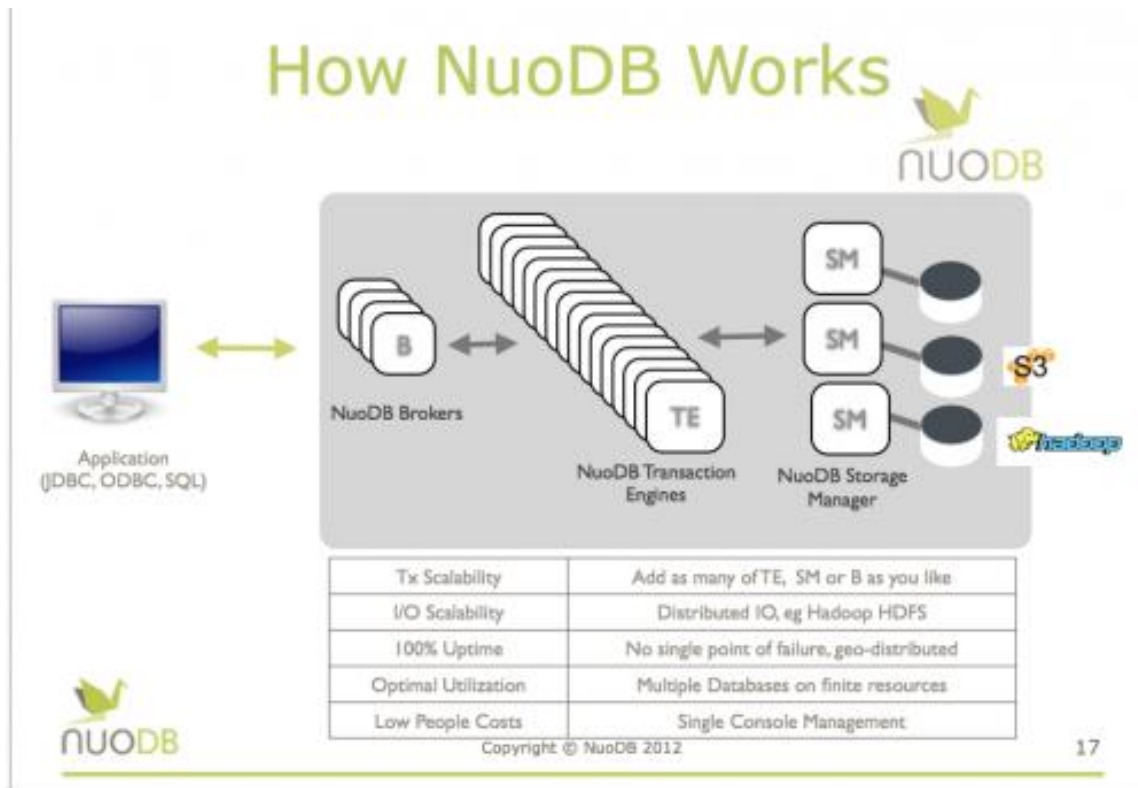 How NuoDB Works
NUODB
SM
SM
B
S3
TE
SM
hadoop
NuoDB Brokers
Application
(JDBC, ODBC, SQL)
NuoDB Transaction
Engines
NuoDB Storage
Manager
Tx Scalability Add as many of TE, SM or B as you like
I/O Scalability Distributed IO, eg Hadoop HDFS
100% Uptime No single point of failure, geo-distributed
Optimal Utilization Multiple Databases on finite resources
Low People Costs Single Console Management
NUODB
Copyright © NuoDB 2012
17